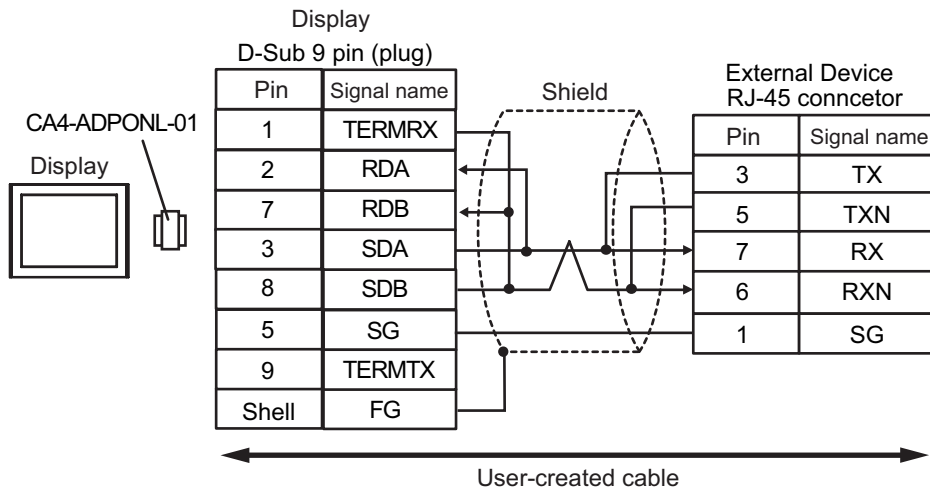 Display
D-Sub 9 pin (plug)
Pin Signal name
1 TERMRX
2 RDA
7 RDB
3 SDA
8 SDB
5 SG
9 TERMTX
Shell FG
CA4-ADPONL-01
Display
Shield
External Device
RJ-45 conncetor
Pin Signal name
3 TX
5 TXN
7 RX
6 RXN
1 SG
User-created cable